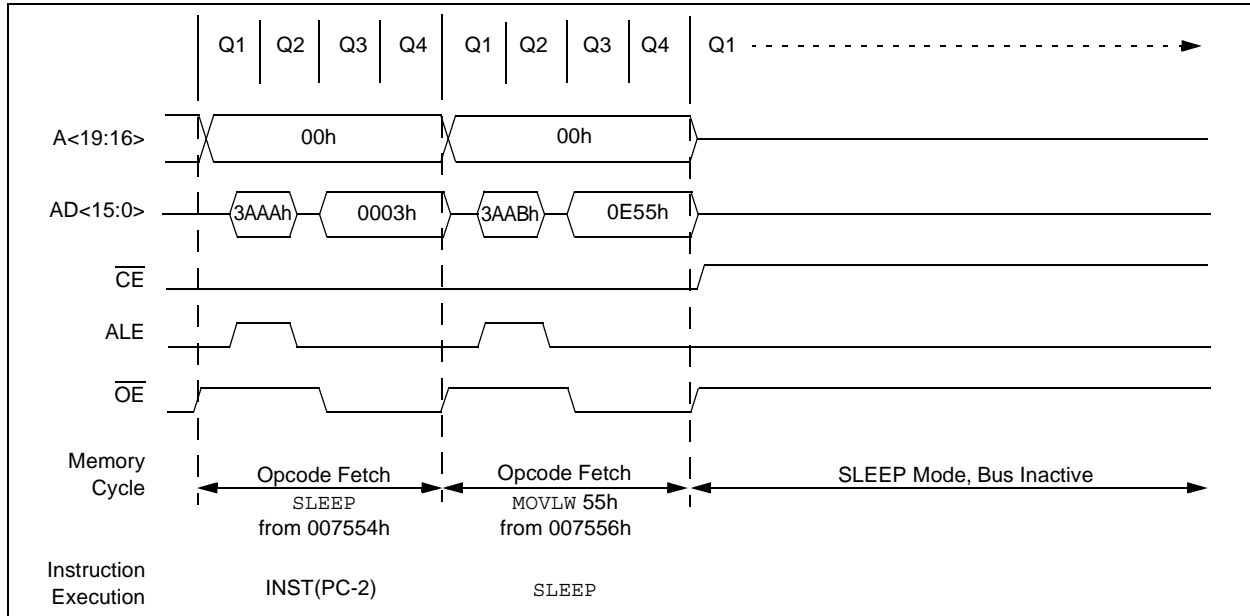 Q1 Q2 Q3 Q4 Q1 Q2 Q3 Q4 Q1
A<19:16> 00h 00h
AD<15:0> 3AAAh 0003h 3AABh 0E55h
CE
ALE
OE
Memory
Cycle
Opcode Fetch
SLEEP
from 007554h
Opcode Fetch
MOVLW 55h
from 007556h
SLEEP Mode, Bus Inactive
Instruction
Execution
INST(PC-2) SLEEP